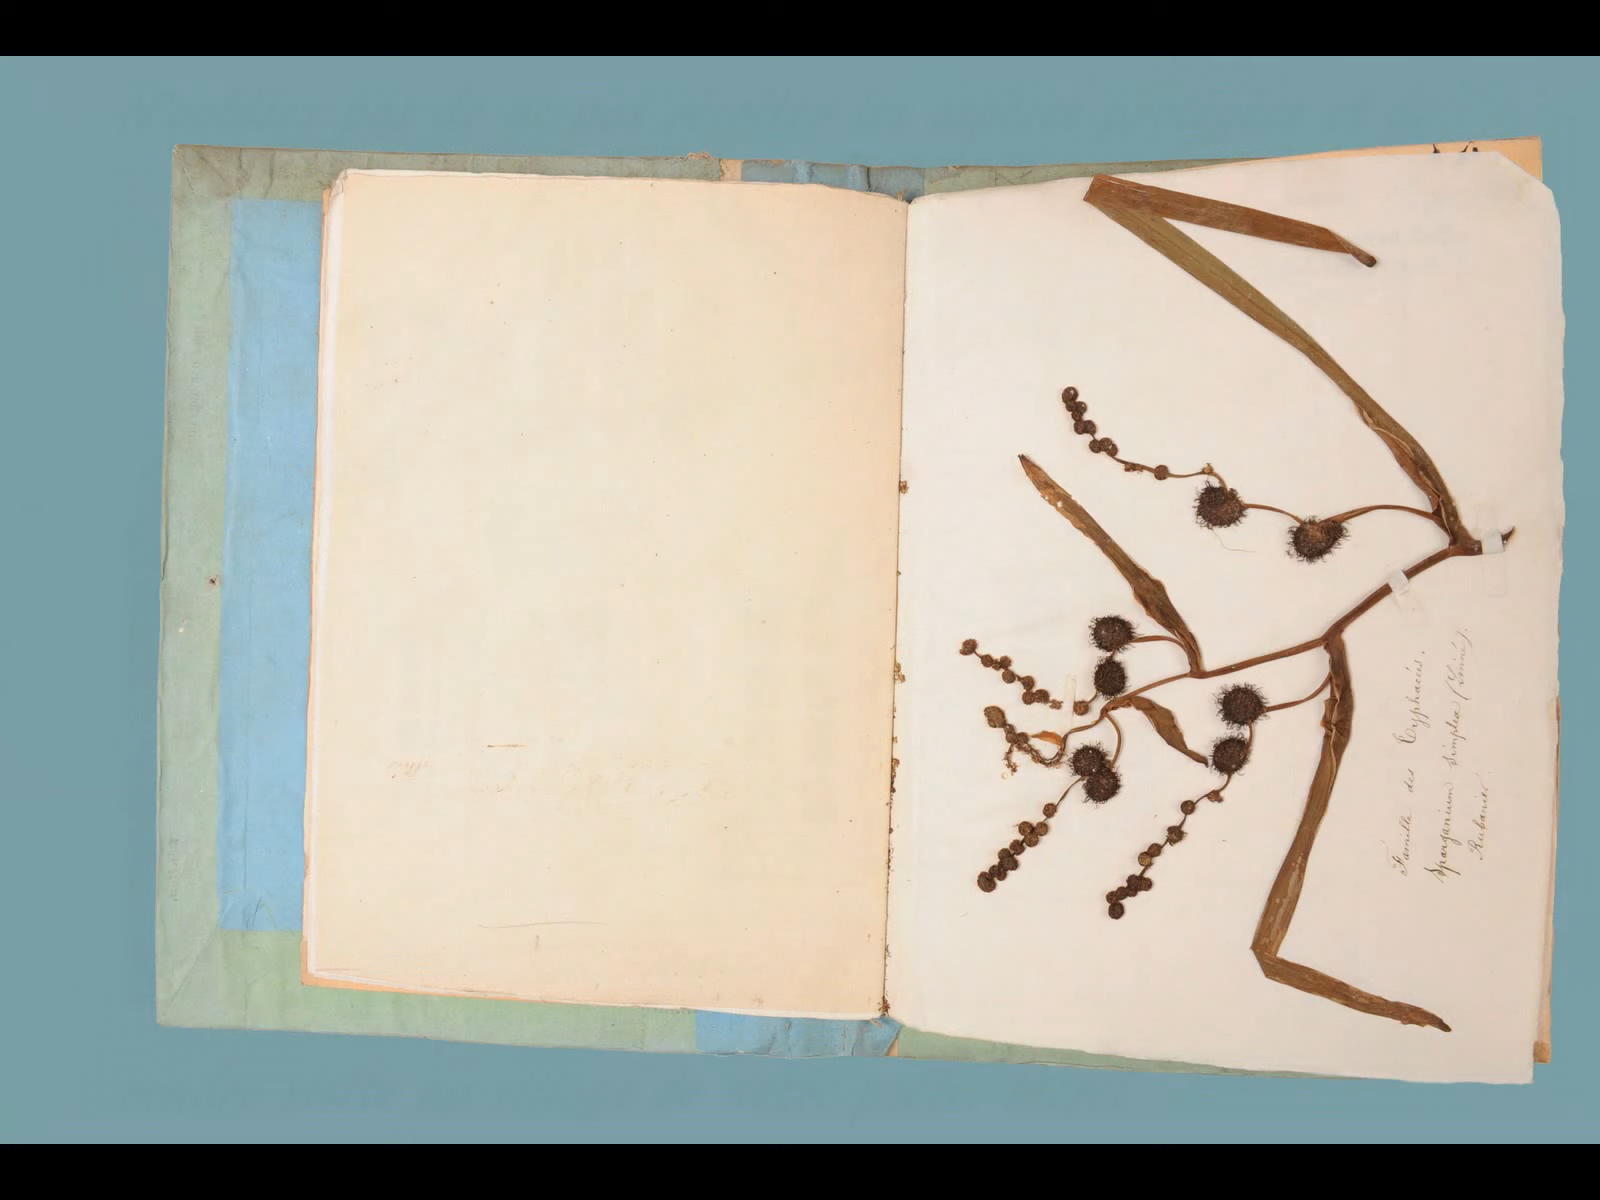 Famille des Typhacées.
Sparganium simplex (Linné).
Rubanier